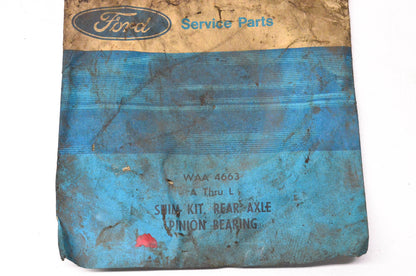 Ford Service Parts
WAA 4663
A Thru L
SHIM KIT, REAR AXLE
PINION BEARING